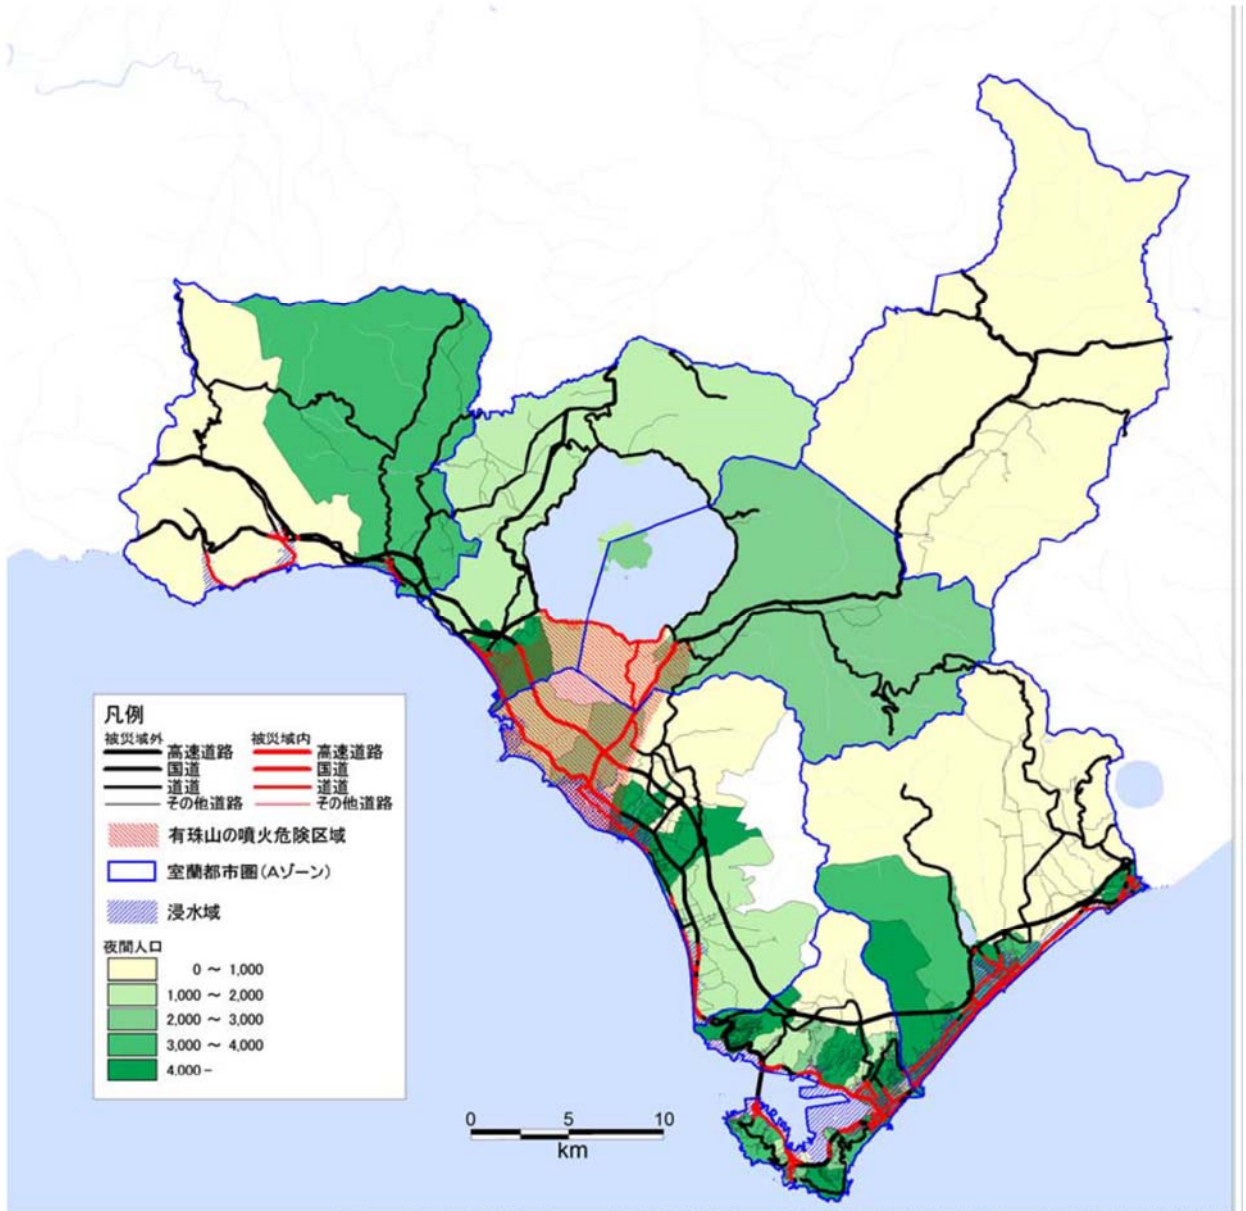 凡例
被災域外 被災域内
高速道路 高速道路
国道 国道
道道 道道
その他道路 その他道路
有珠山の噴火危険区域
室蘭都市圏(Aゾーン)
浸水域
夜間人口
0 ～ 1,000
1,000 ～ 2,000
2,000 ～ 3,000
3,000 ～ 4,000
4,000 -
0 5 10
km